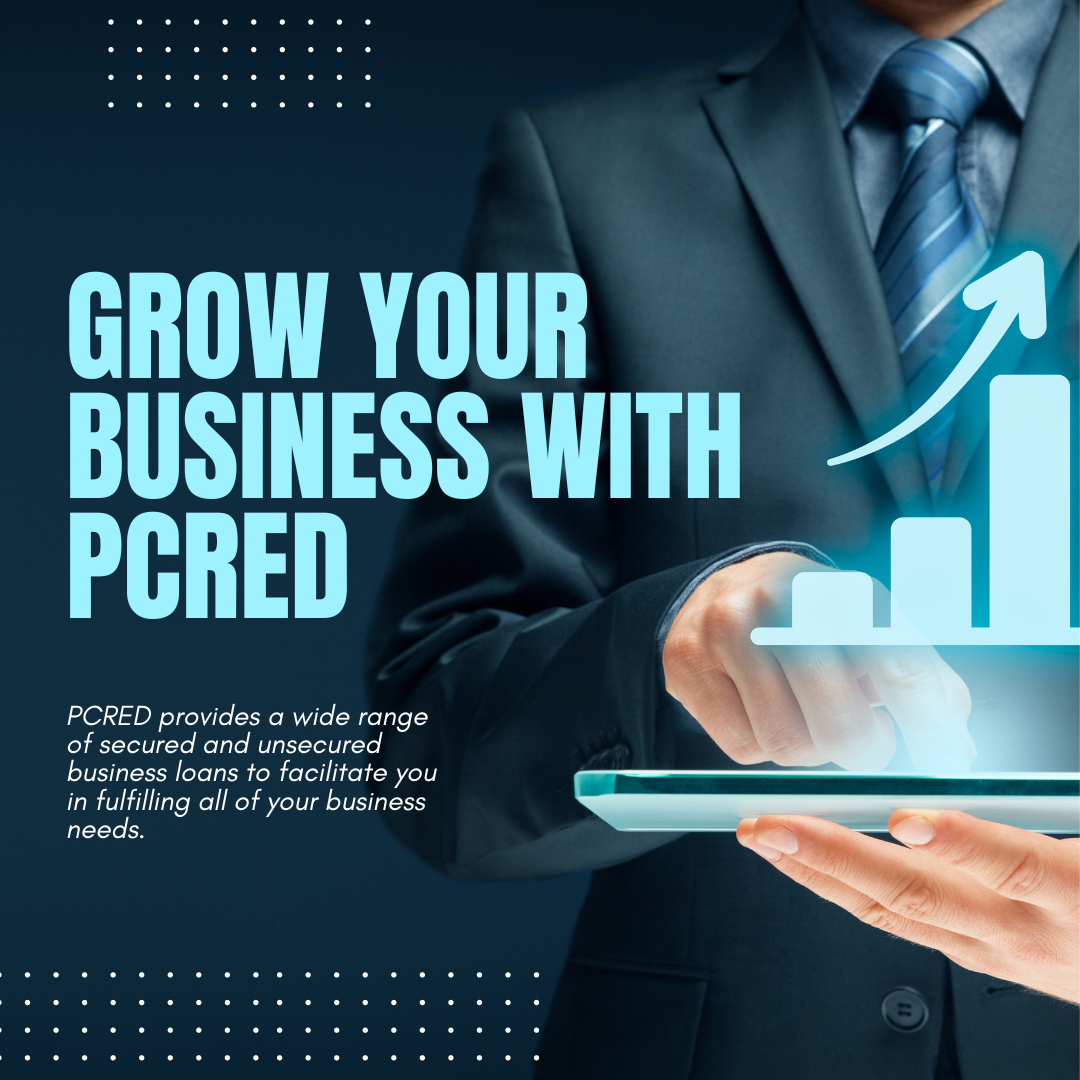 GROW YOUR
BUSINESS WITH
PCRED
PCRED provides a wide range
of secured and unsecured
business loans to facilitate you
in fulfilling all of your business
needs.